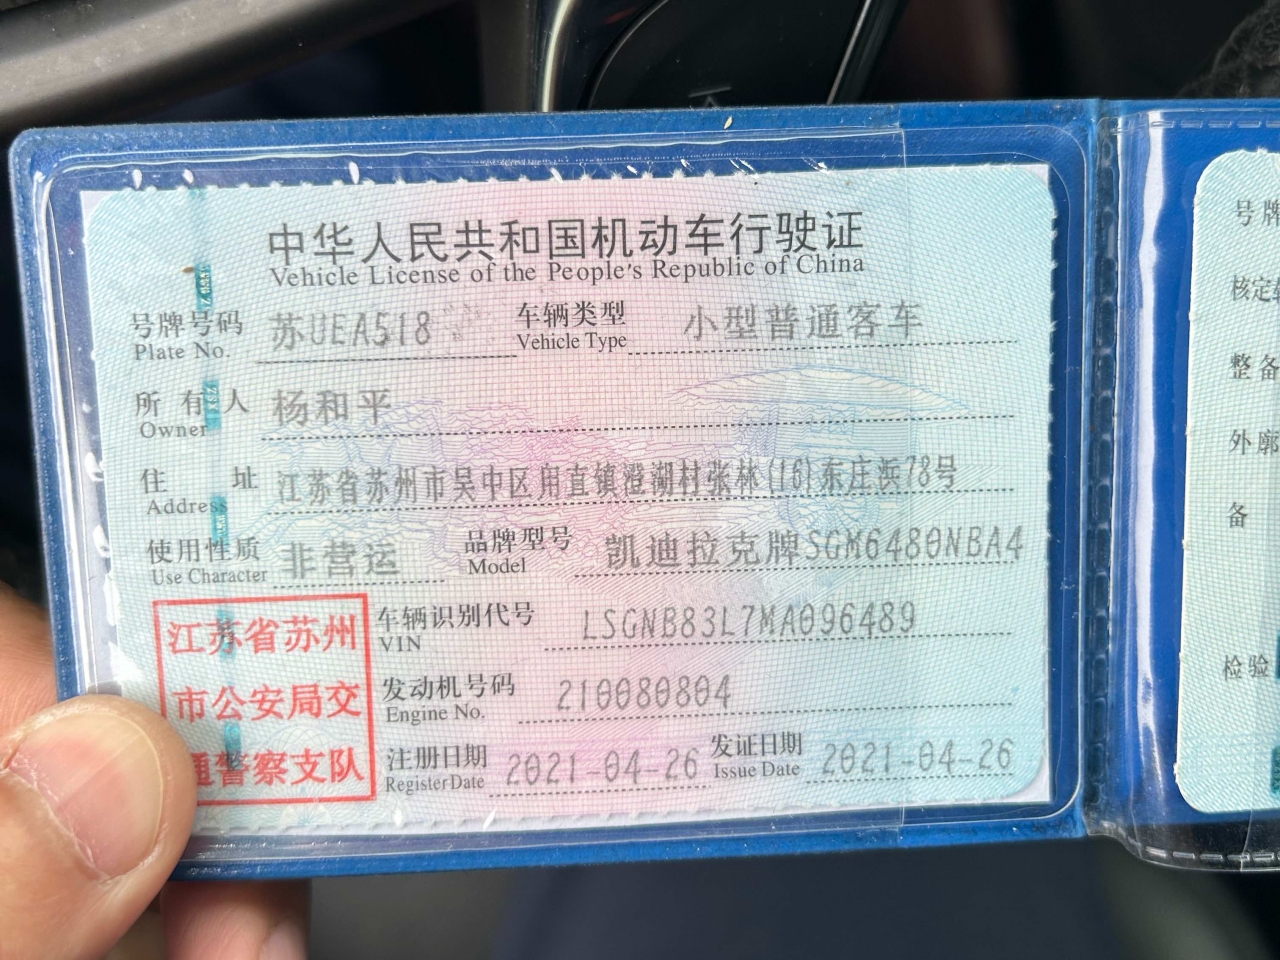 中华人民共和国机动车行驶证
Vehicle License of the People's Republic of China
号牌号码 苏UEA518 车辆类型 小型普通客车
Plate No. Vehicle Type
所有人 杨和平
Owner
住址 江苏省苏州市吴中区甪直镇澄湖村张林(16)东庄浜78号
Address
使用性质 非营运 品牌型号 凯迪拉克牌SGM6480NBA4
Use Character Model
江苏省苏州
市公安局交
通警察支队
车辆识别代号 LSGNB83L7MA096489
VIN
发动机号码 210080804
Engine No.
注册日期 2021-04-26 发证日期 2021-04-26
Register Date Issue Date
号牌
核定
整备
外廓
备
检验